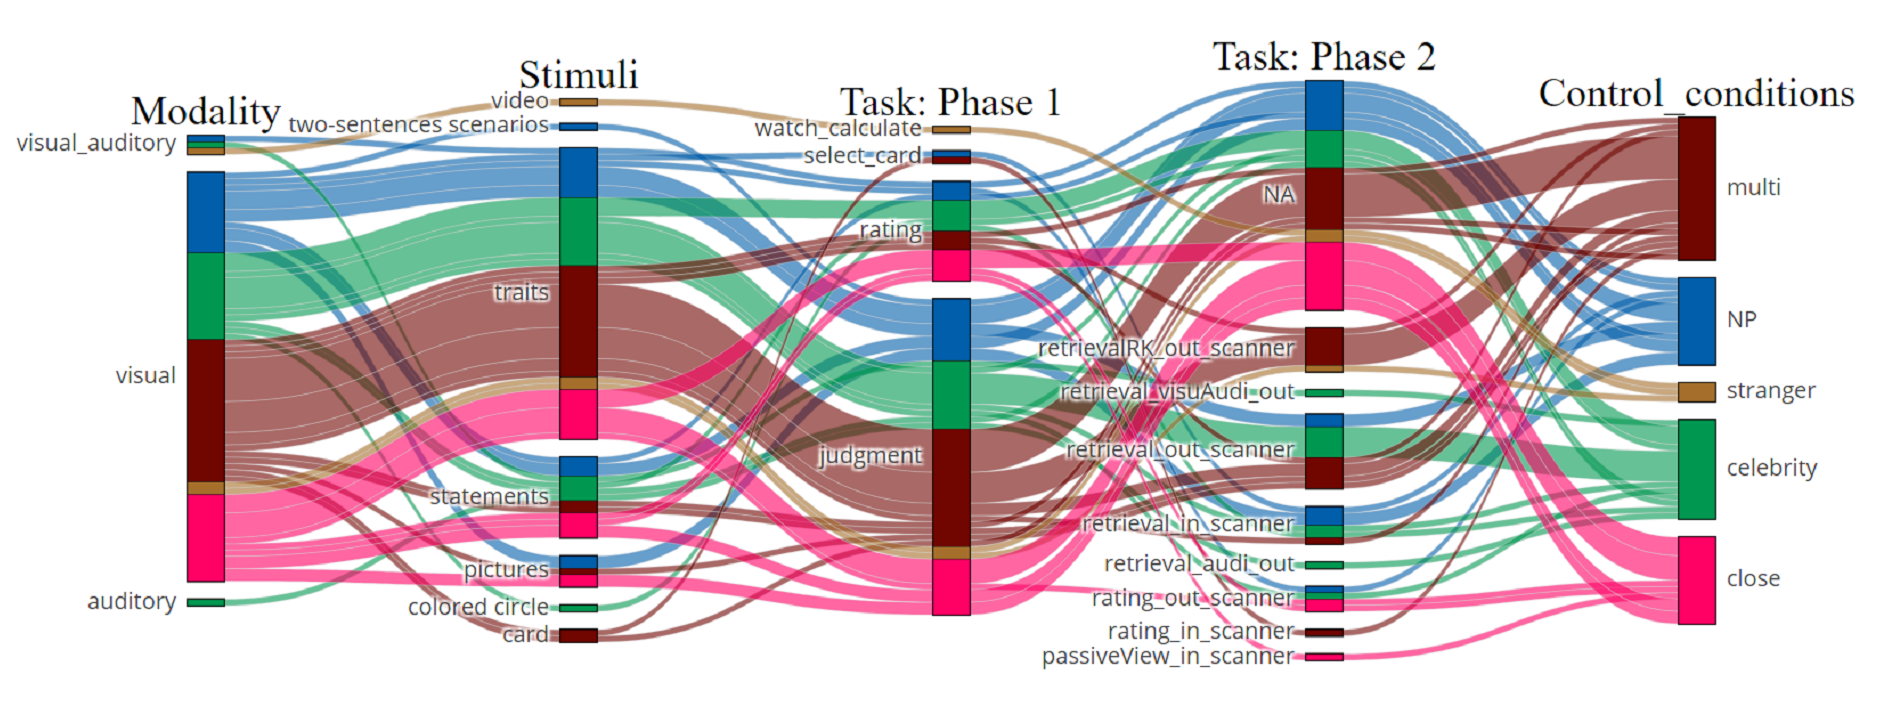 Modality
visual_auditory
visual
auditory
Stimuli
video
two-sentences scenarios
traits
statements
pictures
colored circle
card
Task: Phase 1
watch_calculate
select_card
rating
judgment
Task: Phase 2
NA
retrievalRK_out_scanner
retrieval_visuAudi_out
retrieval_out_scanner
retrieval_in_scanner
retrieval_audi_out
rating_out_scanner
rating_in_scanner
passiveView_in_scanner
Control_conditions
multi
NP
stranger
celebrity
close